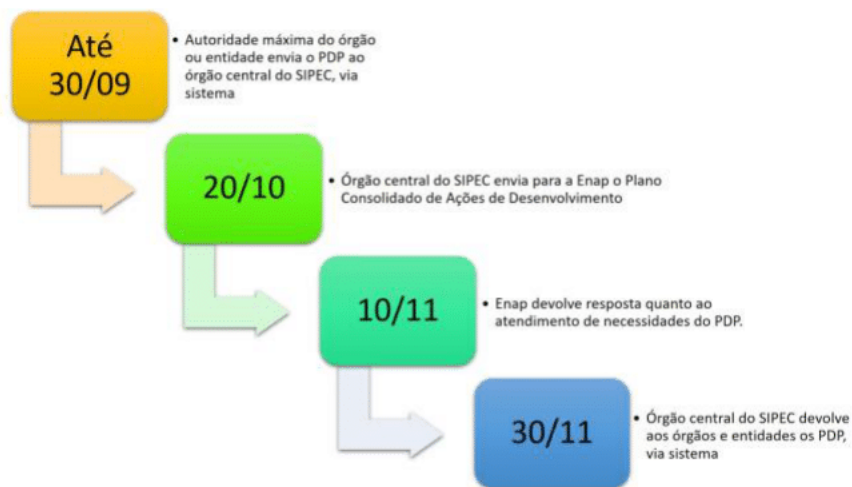 Até
30/09
• Autoridade máxima do órgão
ou entidade envia o PDP ao
órgão central do SIPEC, via
sistema
20/10
• Órgão central do SIPEC envia para a Enap o Plano
Consolidado de Ações de Desenvolvimento
10/11
• Enap devolve resposta quanto ao
atendimento de necessidades do PDP.
30/11
• Órgão central do SIPEC devolve
aos órgãos e entidades os PDP,
via sistema